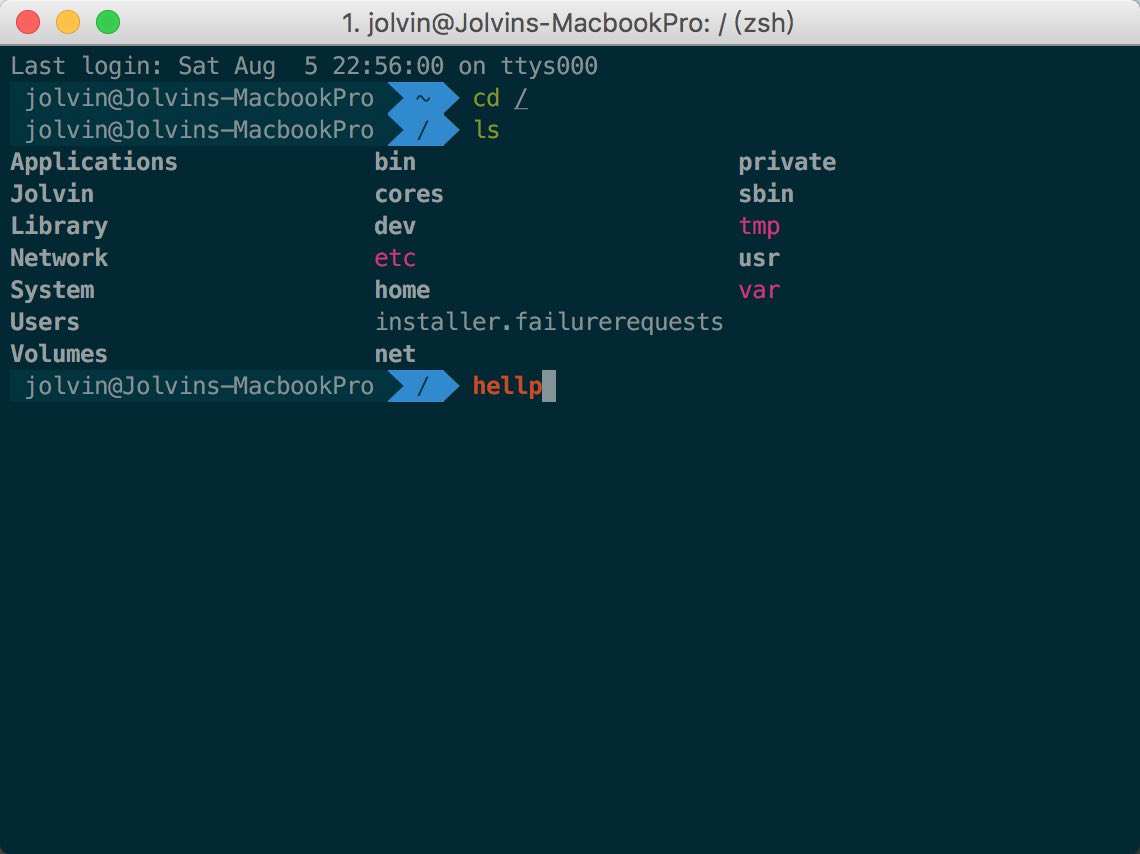 1. jolvin@Jolvins-MacbookPro: / (zsh)
Last login: Sat Aug  5 22:56:00 on ttys000
jolvin@Jolvins-MacbookPro ~ cd /
jolvin@Jolvins-MacbookPro / ls
Applications bin private
Jolvin cores sbin
Library dev tmp
Network etc usr
System home var
Users installer.failurerequests
Volumes net
jolvin@Jolvins-MacbookPro / hellp